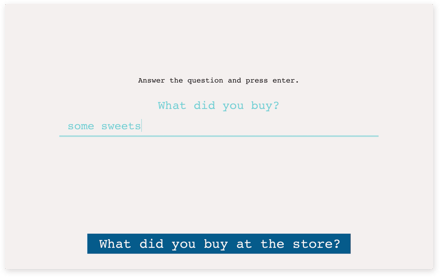 Answer the question and press enter.
What did you buy?
some sweets
What did you buy at the store?